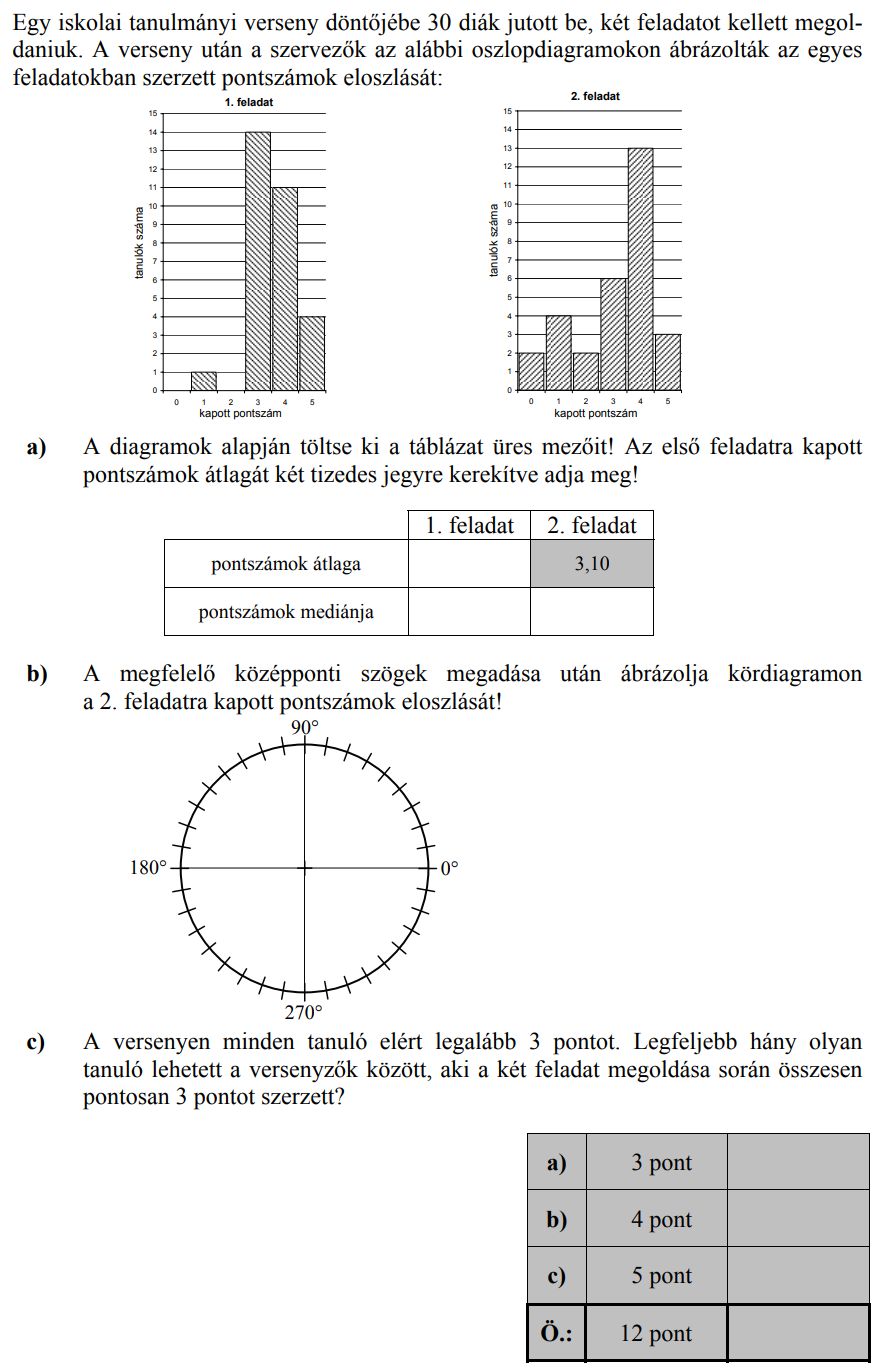 Egy iskolai tanulmányi verseny döntőjébe 30 diák jutott be, két feladatot kellett megol-
daniuk. A verseny után a szervezők az alábbi oszlopdiagramokon ábrázolták az egyes
feladatokban szerzett pontszámok eloszlását:
1. feladat
15
14
13
12
11
10
9
8
7
6
5
4
3
2
1
0
tanulók száma
0 1 2 3 4 5
kapott pontszám
2. feladat
15
14
13
12
11
10
9
8
7
6
5
4
3
2
1
0
tanulók száma
0 1 2 3 4 5
kapott pontszám
a) A diagramok alapján töltse ki a táblázat üres mezőit! Az első feladatra kapott
pontszámok átlagát két tizedes jegyre kerekítve adja meg!
1. feladat 2. feladat
pontszámok átlaga 3,10
pontszámok mediánja
b) A megfelelő középponti szögek megadása után ábrázolja kördiagramon
a 2. feladatra kapott pontszámok eloszlását!
90°
180° 0°
270°
c) A versenyen minden tanuló elért legalább 3 pontot. Legfeljebb hány olyan
tanuló lehetett a versenyzők között, aki a két feladat megoldása során összesen
pontosan 3 pontot szerzett?
a) 3 pont
b) 4 pont
c) 5 pont
Ö.: 12 pont